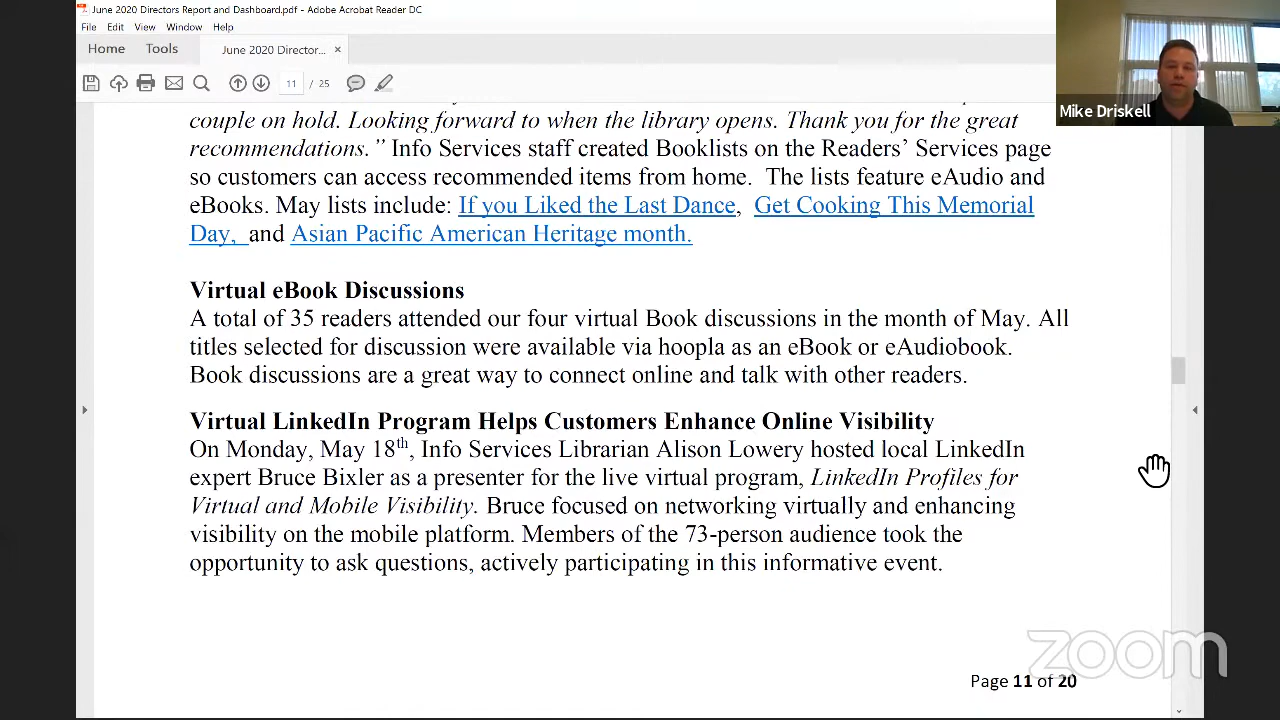 June 2020 Directors Report and Dashboard.pdf - Adobe Acrobat Reader DC
File Edit View Window Help
Home Tools June 2020 Director... ×
11 / 25
couple on hold. Looking forward to when the library opens. Thank you for the great
recommendations.” Info Services staff created Booklists on the Readers’ Services page
so customers can access recommended items from home. The lists feature eAudio and
eBooks. May lists include: If you Liked the Last Dance, Get Cooking This Memorial
Day, and Asian Pacific American Heritage month.
Virtual eBook Discussions
A total of 35 readers attended our four virtual Book discussions in the month of May. All
titles selected for discussion were available via hoopla as an eBook or eAudiobook.
Book discussions are a great way to connect online and talk with other readers.
Virtual LinkedIn Program Helps Customers Enhance Online Visibility
On Monday, May 18th, Info Services Librarian Alison Lowery hosted local LinkedIn
expert Bruce Bixler as a presenter for the live virtual program, LinkedIn Profiles for
Virtual and Mobile Visibility. Bruce focused on networking virtually and enhancing
visibility on the mobile platform. Members of the 73-person audience took the
opportunity to ask questions, actively participating in this informative event.
Page 11 of 20
Mike Driskell
zoom